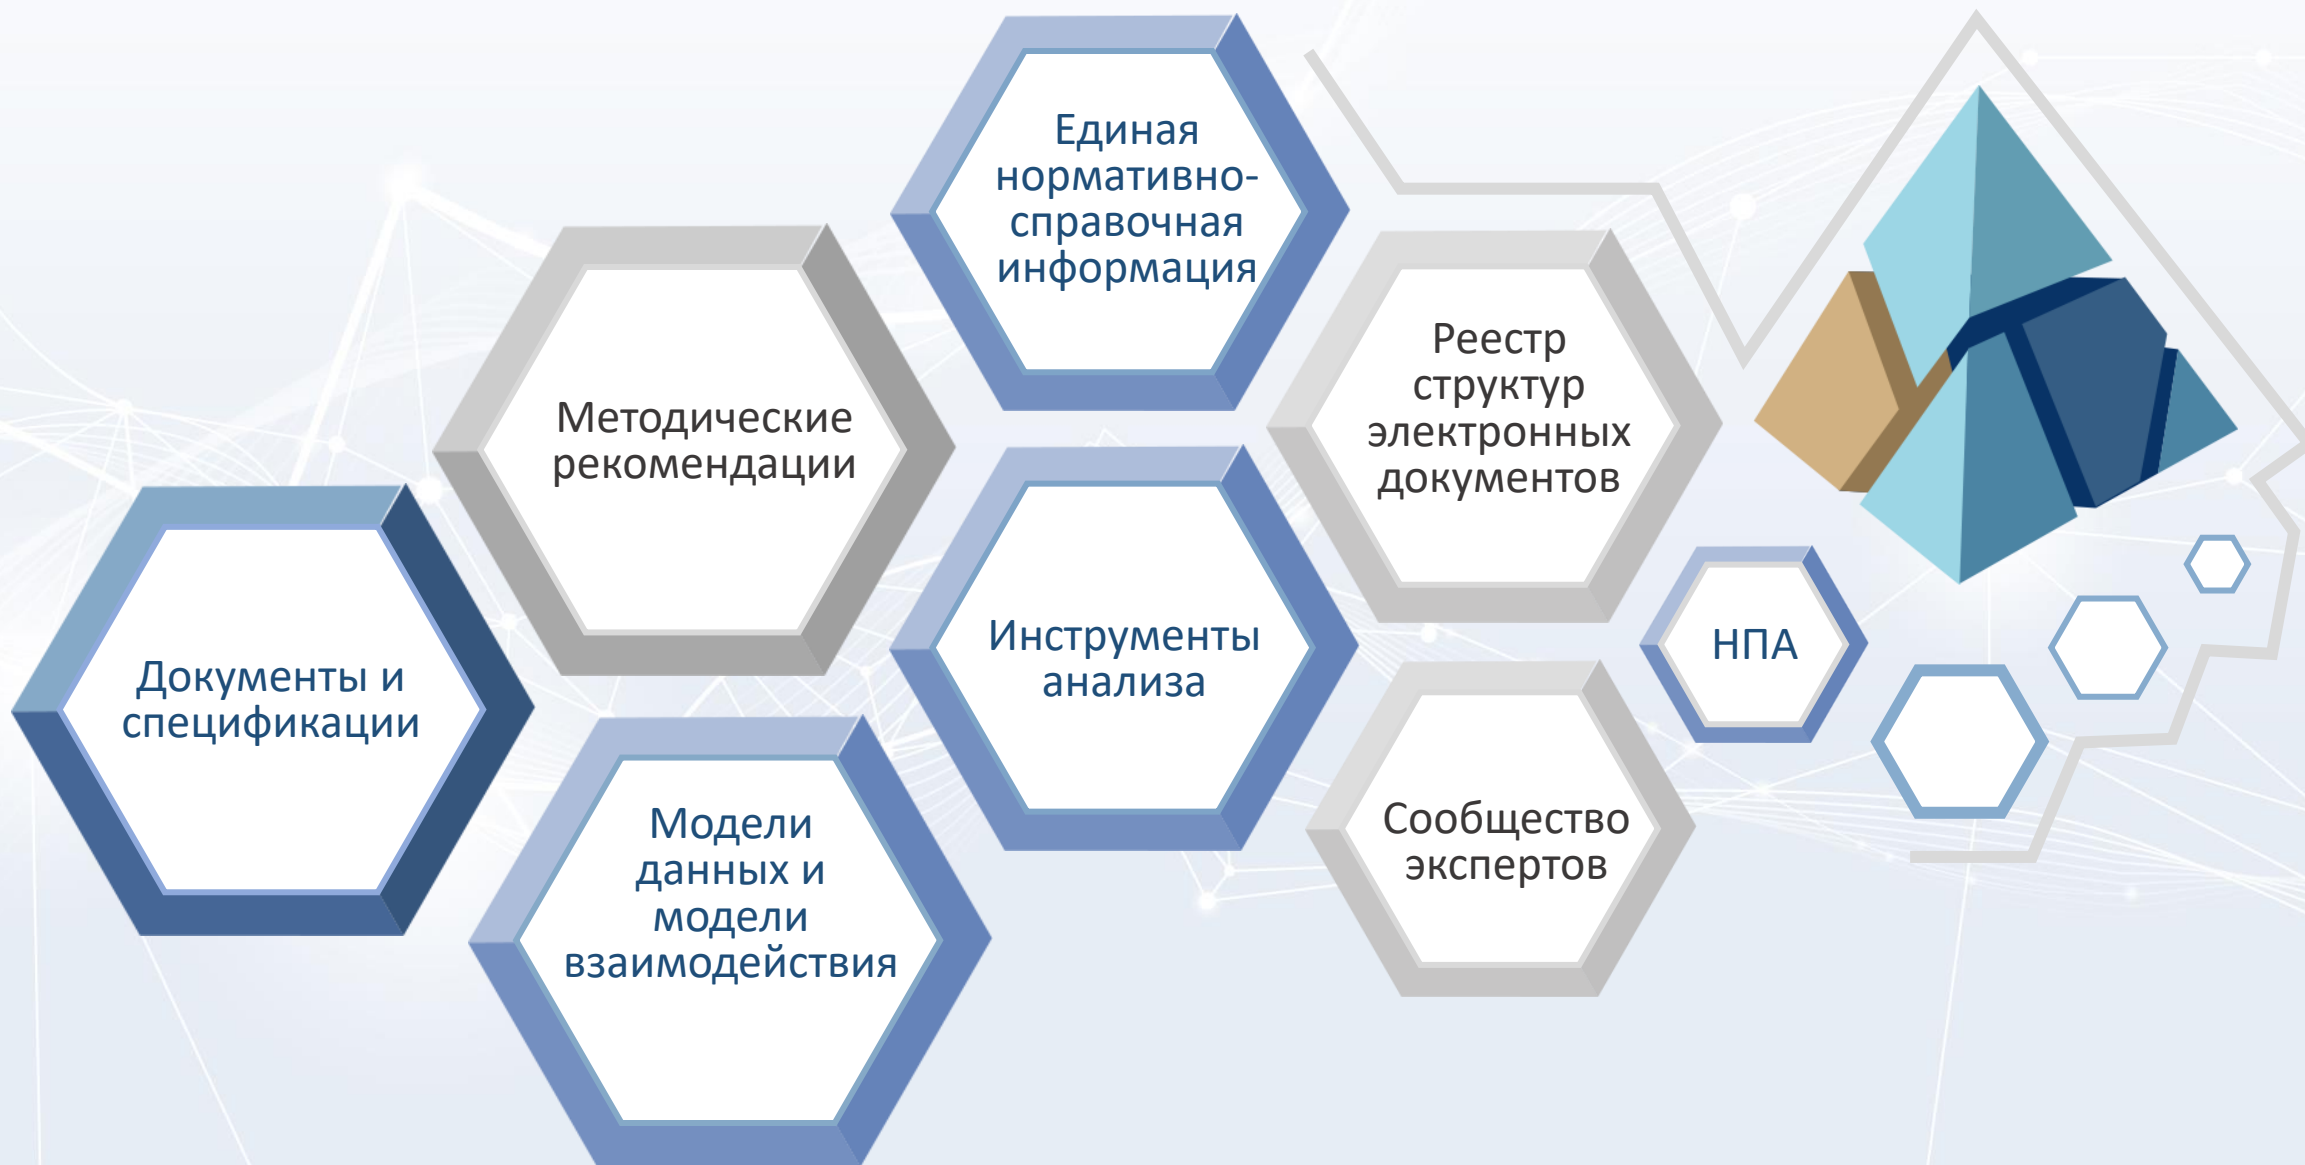 Единая
нормативно-
справочная
информация
Методические
рекомендации
Реестр
структур
электронных
документов
Документы и
спецификации
Инструменты
анализа
НПА
Модели
данных и
модели
взаимодействия
Сообщество
экспертов